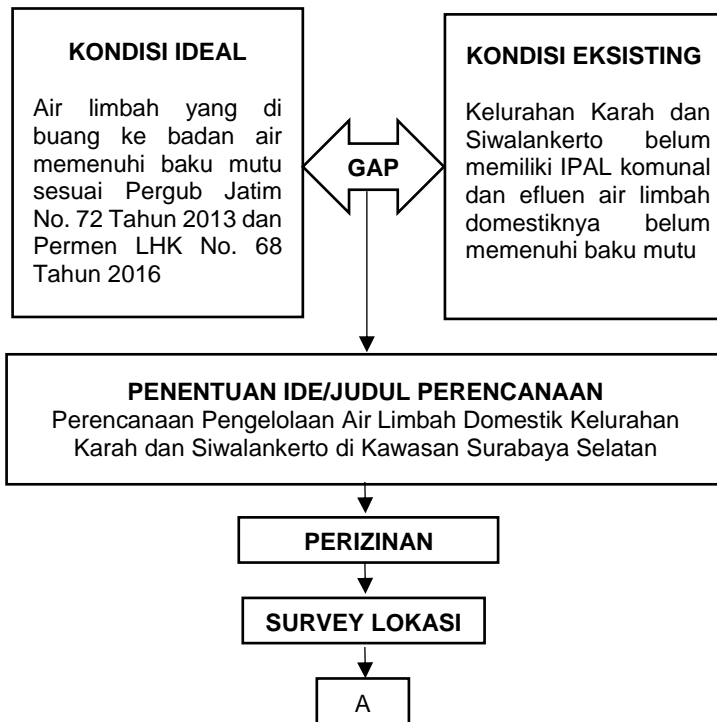 KONDISI IDEAL
Air limbah yang di
buang ke badan air
memenuhi baku mutu
sesuai Pergub Jatim
No. 72 Tahun 2013 dan
Permen LHK No. 68
Tahun 2016
GAP
KONDISI EKSISTING
Kelurahan Karah dan
Siwalankerto belum
memiliki IPAL komunal
dan efluen air limbah
domestiknya belum
memenuhi baku mutu
PENENTUAN IDE/JUDUL PERENCANAAN
Perencanaan Pengelolaan Air Limbah Domestik Kelurahan
Karah dan Siwalankerto di Kawasan Surabaya Selatan
PERIZINAN
SURVEY LOKASI
A